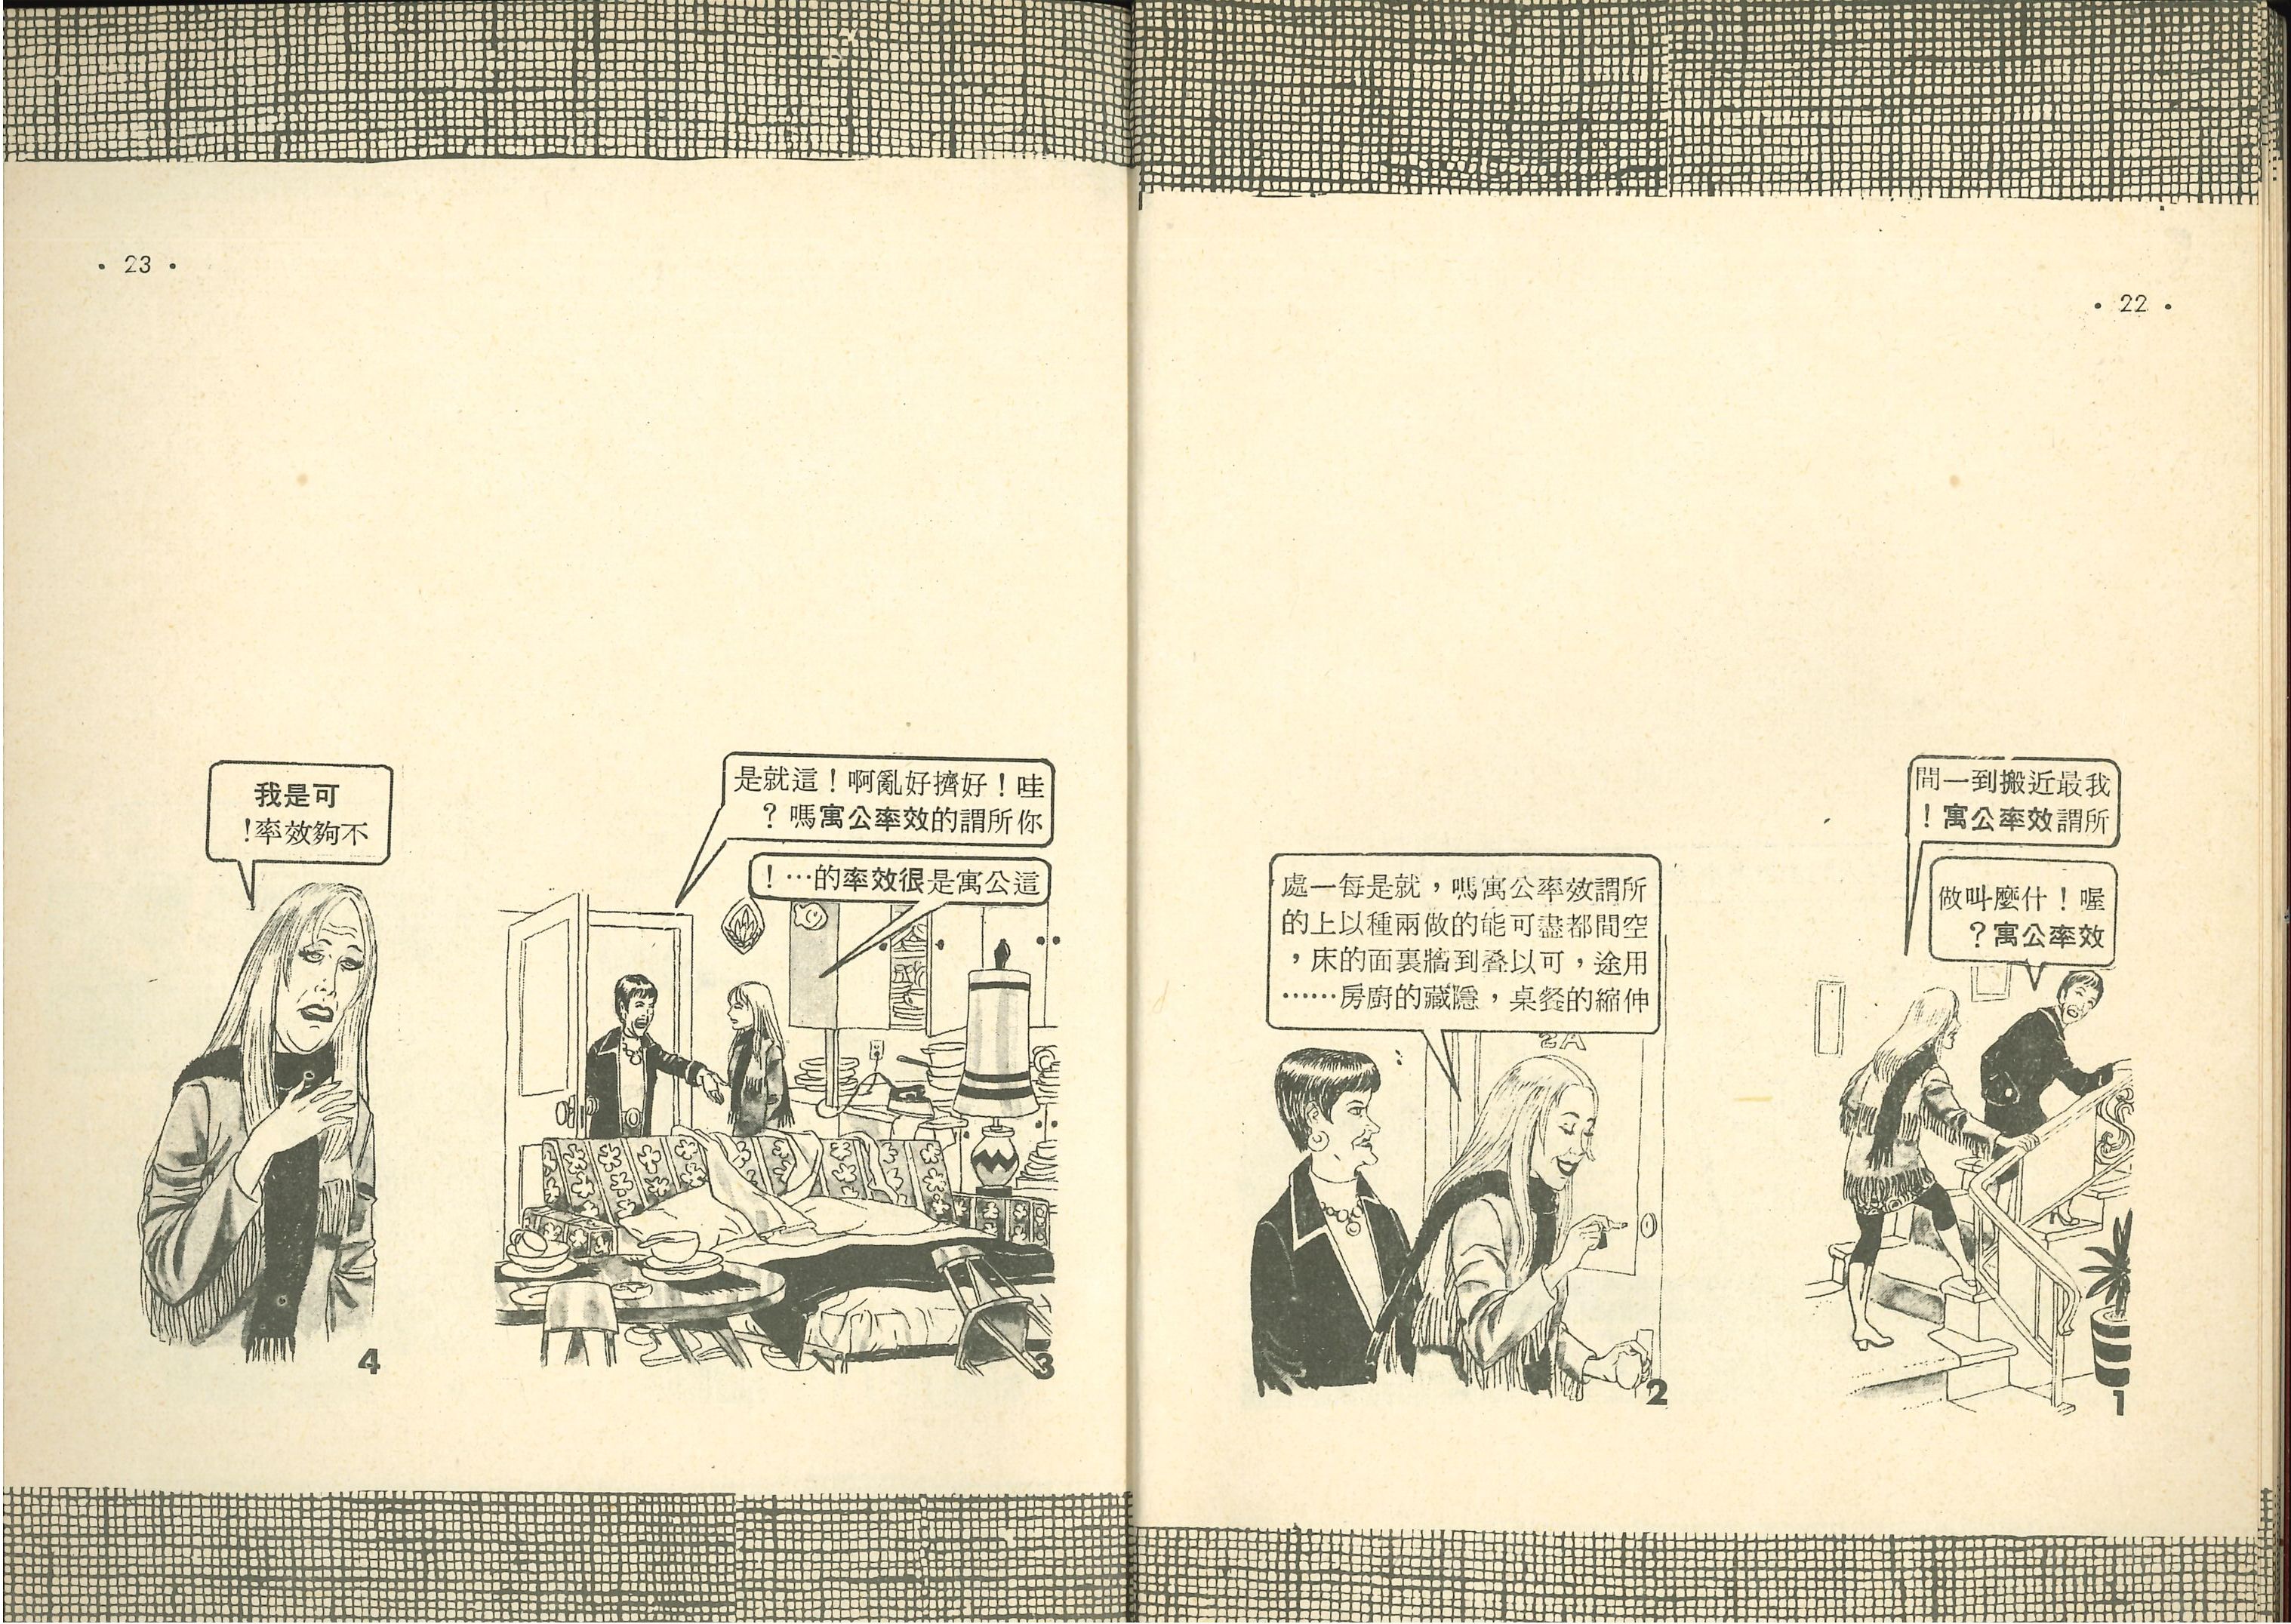 • 22 •
我最近搬到一間
所謂效率公寓！
喔！什麼叫做
效率公寓？
1
所謂效率公寓嗎，就是每一處
空間都盡可能的做兩種以上的
用途，可以叠到牆裏面的床，
伸縮的餐桌，隱藏的廚房……
2A
2
• 23 •
哇！好擠好亂啊！這就是
你所謂的效率公寓嗎？
這公寓是很效率的…！
3
可是我
不夠效率！
4